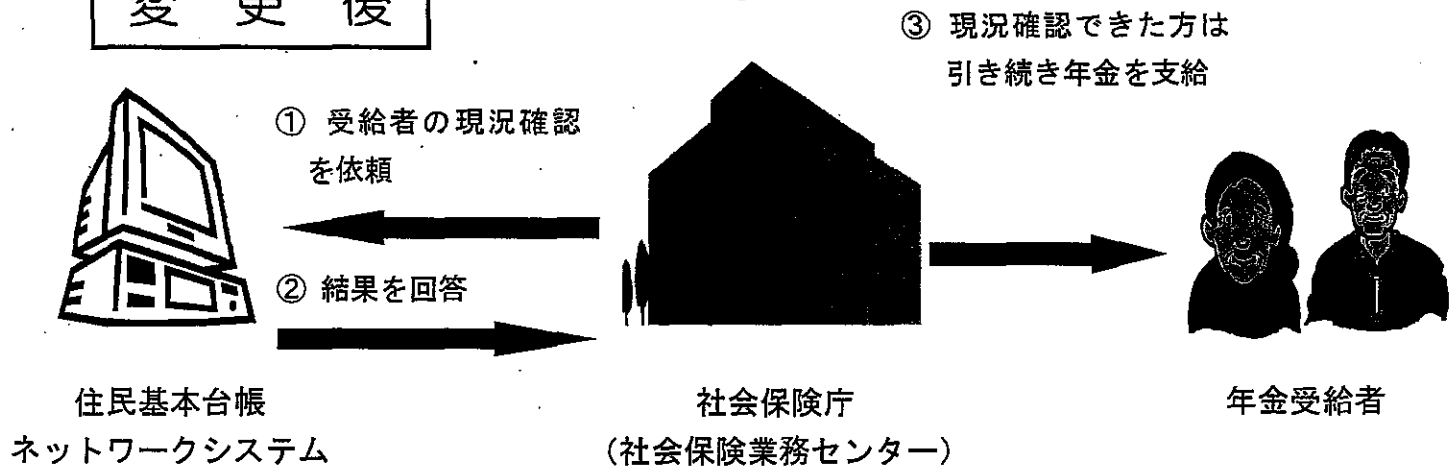 変更後
③ 現況確認できた方は
引き続き年金を支給
① 受給者の現況確認
を依頼
② 結果を回答
住民基本台帳
ネットワークシステム
社会保険庁
（社会保険業務センター）
年金受給者